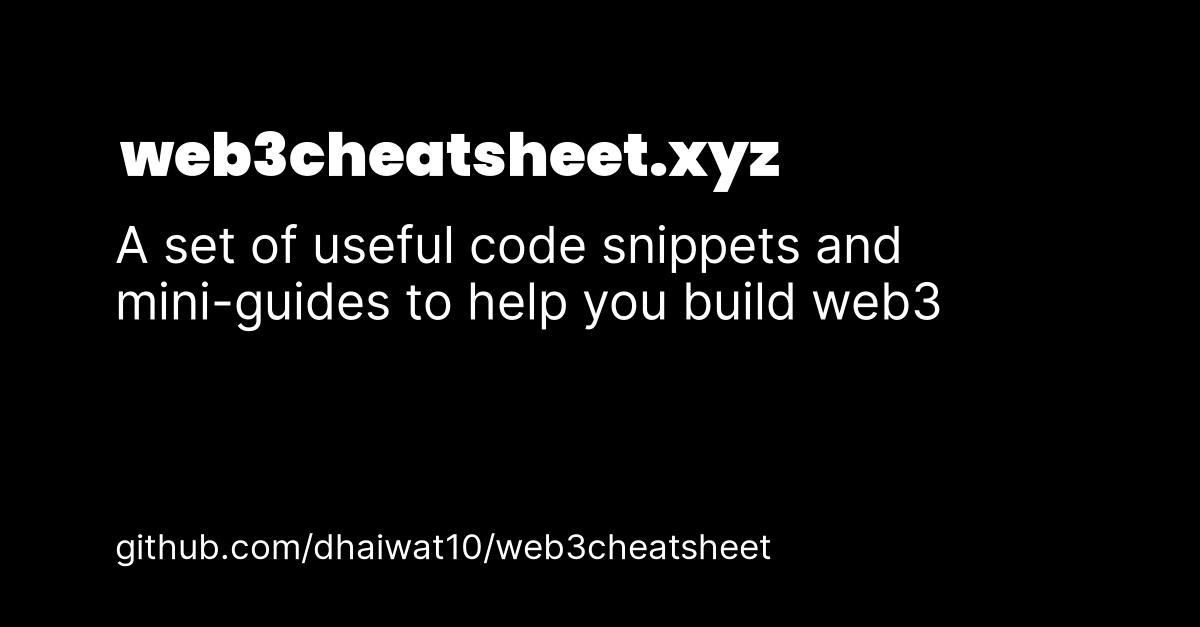 web3cheatsheet.xyz
A set of useful code snippets and
mini-guides to help you build web3
github.com/dhaiwat10/web3cheatsheet